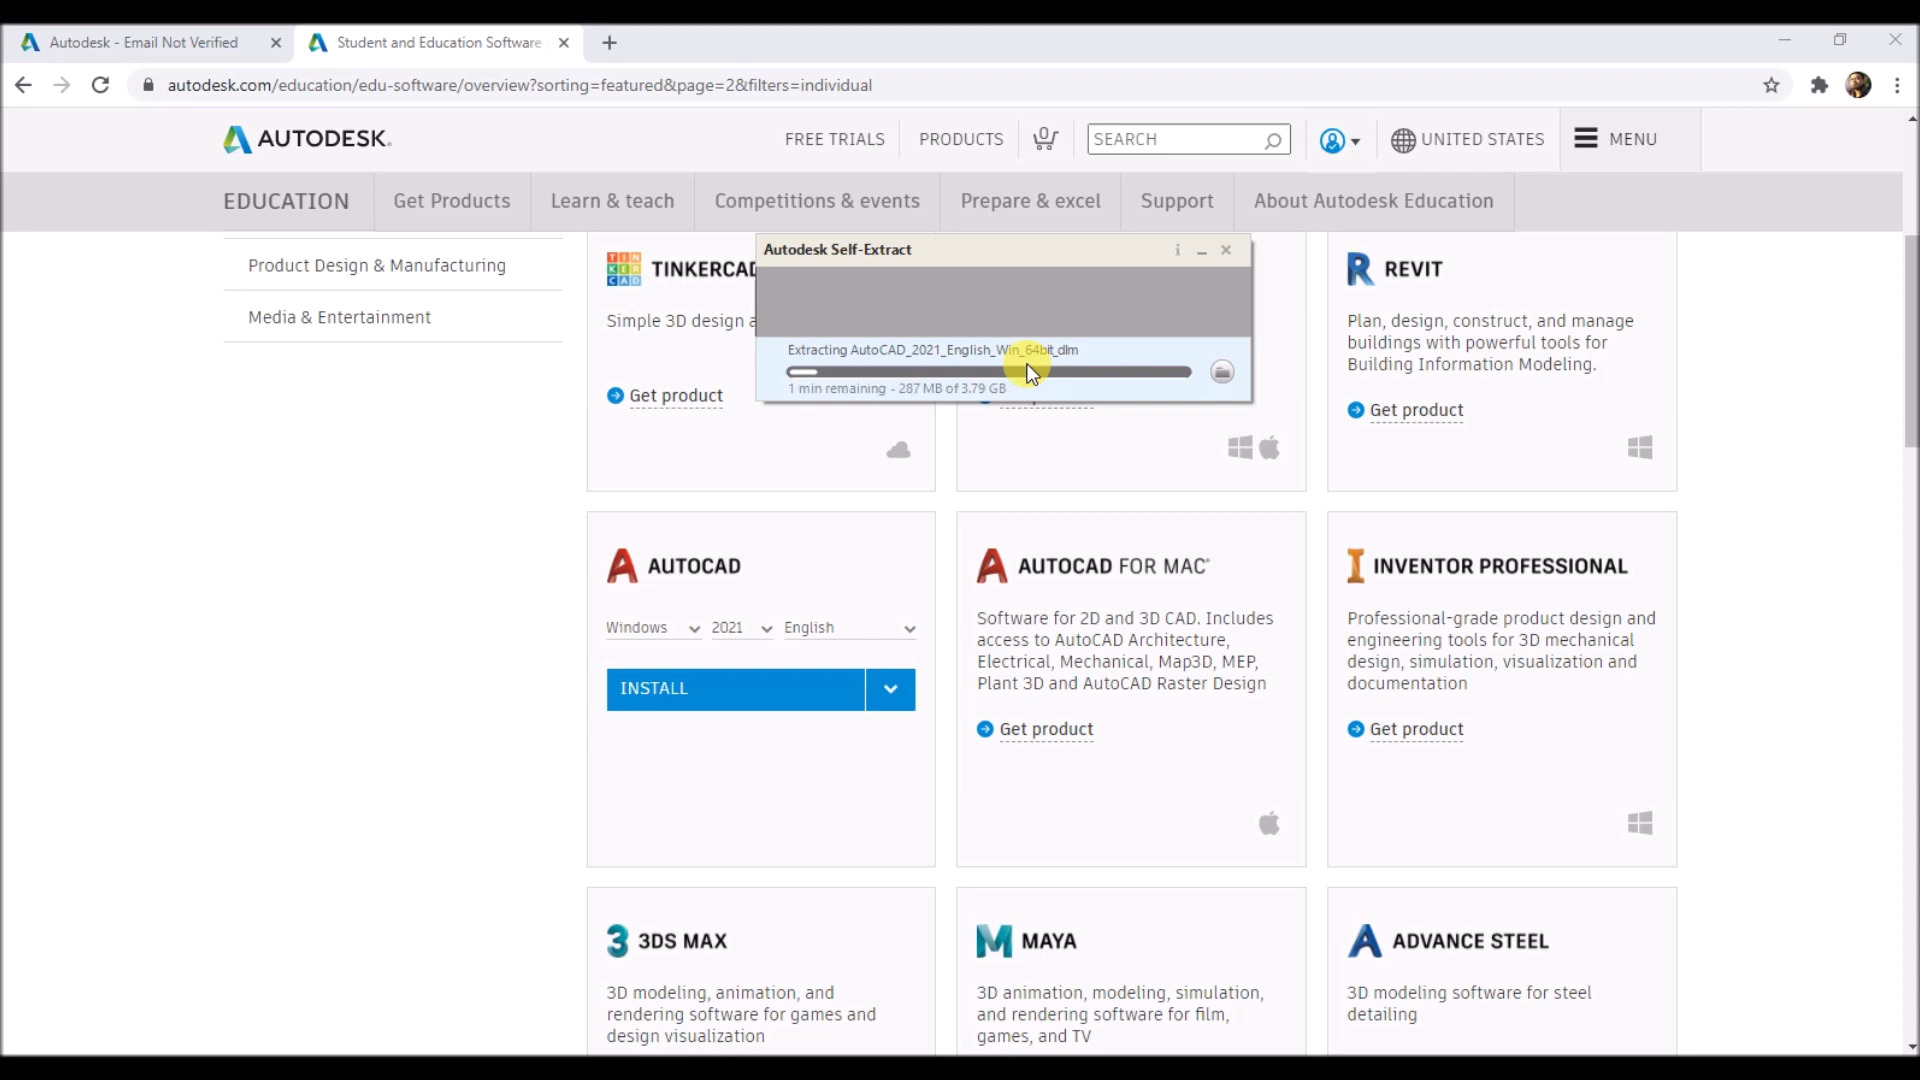 Autodesk - Email Not Verified
Student and Education Software
autodesk.com/education/edu-software/overview?sorting=featured&page=2&filters=individual
AUTODESK.
FREE TRIALS
PRODUCTS
0
SEARCH
UNITED STATES
MENU
EDUCATION
Get Products
Learn & teach
Competitions & events
Prepare & excel
Support
About Autodesk Education
Product Design & Manufacturing
Media & Entertainment
TINKERCAD
Simple 3D design
Get product
Autodesk Self-Extract
Extracting AutoCAD_2021_English_Win_64bit_dlm
1 min remaining - 287 MB of 3.79 GB
REVIT
Plan, design, construct, and manage
buildings with powerful tools for
Building Information Modeling.
Get product
AUTOCAD
Windows
2021
English
INSTALL
AUTOCAD FOR MAC®
Software for 2D and 3D CAD. Includes
access to AutoCAD Architecture,
Electrical, Mechanical, Map3D, MEP,
Plant 3D and AutoCAD Raster Design
Get product
INVENTOR PROFESSIONAL
Professional-grade product design and
engineering tools for 3D mechanical
design, simulation, visualization and
documentation
Get product
3DS MAX
3D modeling, animation, and
rendering software for games and
design visualization
MAYA
3D animation, modeling, simulation,
and rendering software for film,
games, and TV
ADVANCE STEEL
3D modeling software for steel
detailing